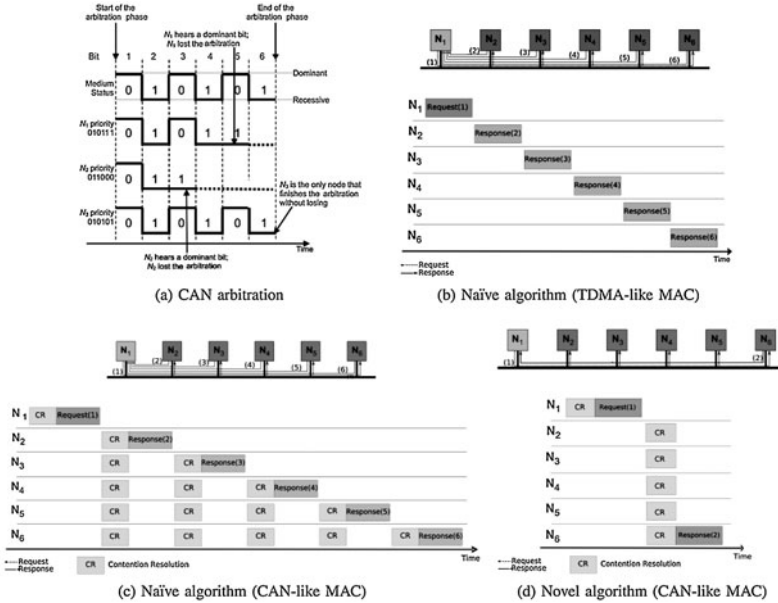 Start of the
arbitration phase
N1 hears a dominant bit;
N1 lost the arbitration
End of the
arbitration phase
Bit 1 2 3 4 5 6
Dominant
Medium
Status 0 1 0 1 0 1
Recessive
N1 priority
010111 0 1 0 1 1
N2 priority
011000 0 1 1
N3 is the only node that
finishes the arbitration
without losing
N3 priority
010101 0 1 0 1 0 1
Time
N2 hears a dominant bit;
N2 lost the arbitration
(a) CAN arbitration
N1 N2 N3 N4 N5 N6
(1) (2) (3) (4) (5) (6)
N1 Request(1)
N2 Response(2)
N3 Response(3)
N4 Response(4)
N5 Response(5)
N6 Response(6)
Time
Request
Response
(b) Naïve algorithm (TDMA-like MAC)
N1 N2 N3 N4 N5 N6
(1) (2) (3) (4) (5) (6)
N1 CR Request(1)
N2 CR Response(2)
N3 CR CR Response(3)
N4 CR CR CR Response(4)
N5 CR CR CR CR Response(5)
N6 CR CR CR CR CR Response(6)
Time
Request
Response
CR Contention Resolution
(c) Naïve algorithm (CAN-like MAC)
N1 N2 N3 N4 N5 N6
(1) (2)
N1 CR Request(1)
N2 CR
N3 CR
N4 CR
N5 CR
N6 CR Response(2)
Time
Request
Response
CR Contention Resolution
(d) Novel algorithm (CAN-like MAC)